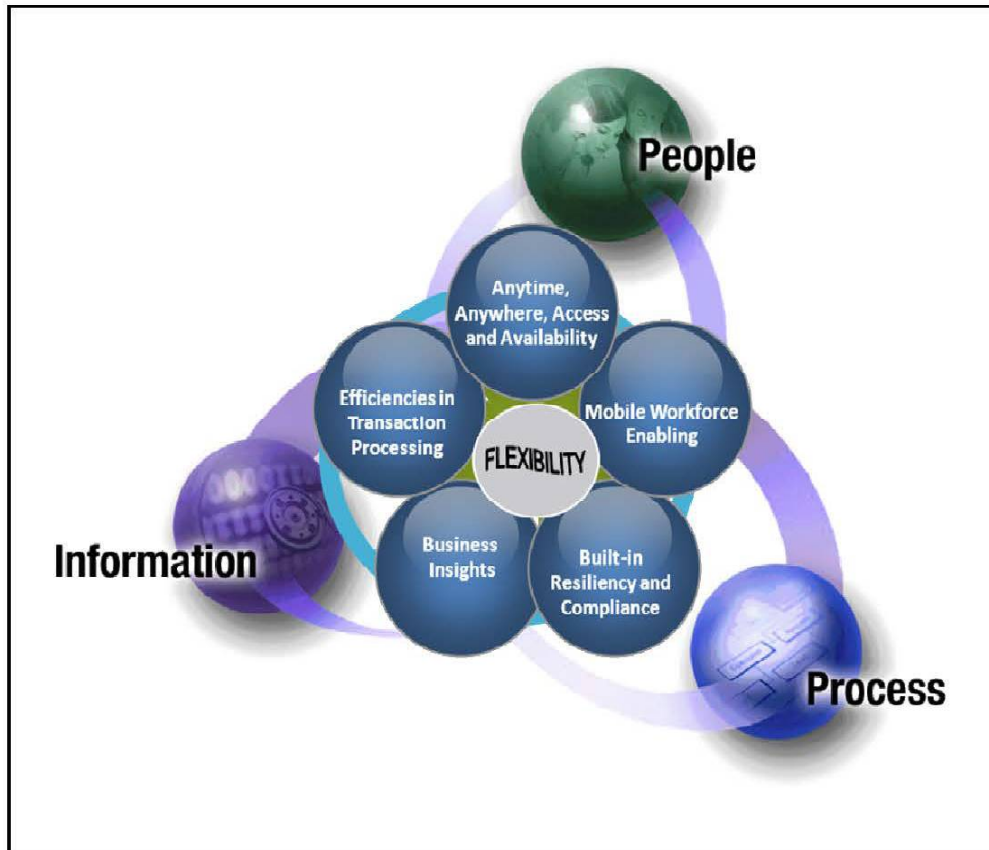 People
Anytime,
Anywhere, Access
and Availability
Efficiencies in
Transaction
Processing
Mobile Workforce
Enabling
FLEXIBILITY
Information
Business
Insights
Built-in
Resiliency and
Compliance
Process